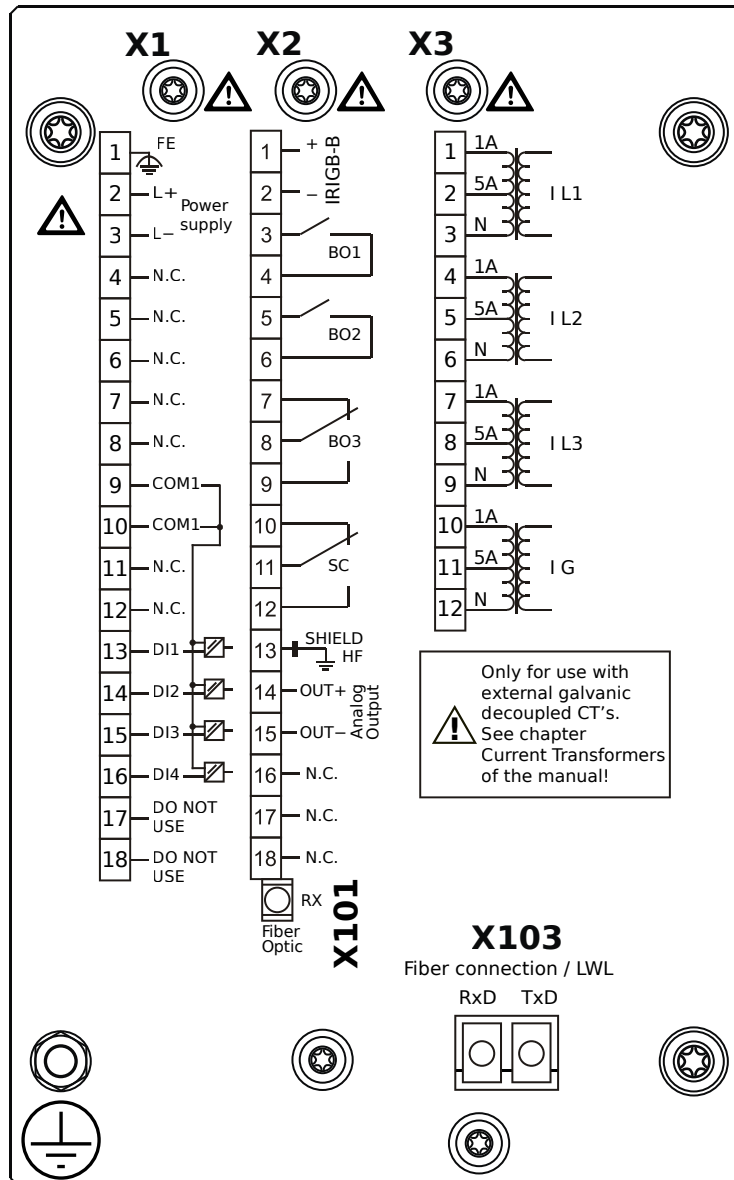 X1
X2
X3
1 FE
2 L+
3 L−
Power
supply
4 N.C.
5 N.C.
6 N.C.
7 N.C.
8 N.C.
9 COM1
10 COM1
11 N.C.
12 N.C.
13 DI1
14 DI2
15 DI3
16 DI4
17 DO NOT
USE
18 DO NOT
USE
1 +
2 −
IRIGB-B
3
4
BO1
5
6
BO2
7
8
9
BO3
10
11
12
SC
13 SHIELD
HF
14 OUT+
15 OUT−
Analog
Output
16 N.C.
17 N.C.
18 N.C.
RX
Fiber
Optic
X101
1 1A
2 5A
3 N
I L1
4 1A
5 5A
6 N
I L2
7 1A
8 5A
9 N
I L3
10 1A
11 5A
12 N
I G
!
Only for use with
external galvanic
decoupled CT's.
See chapter
Current Transformers
of the manual!
X103
Fiber connection / LWL
RxD TxD